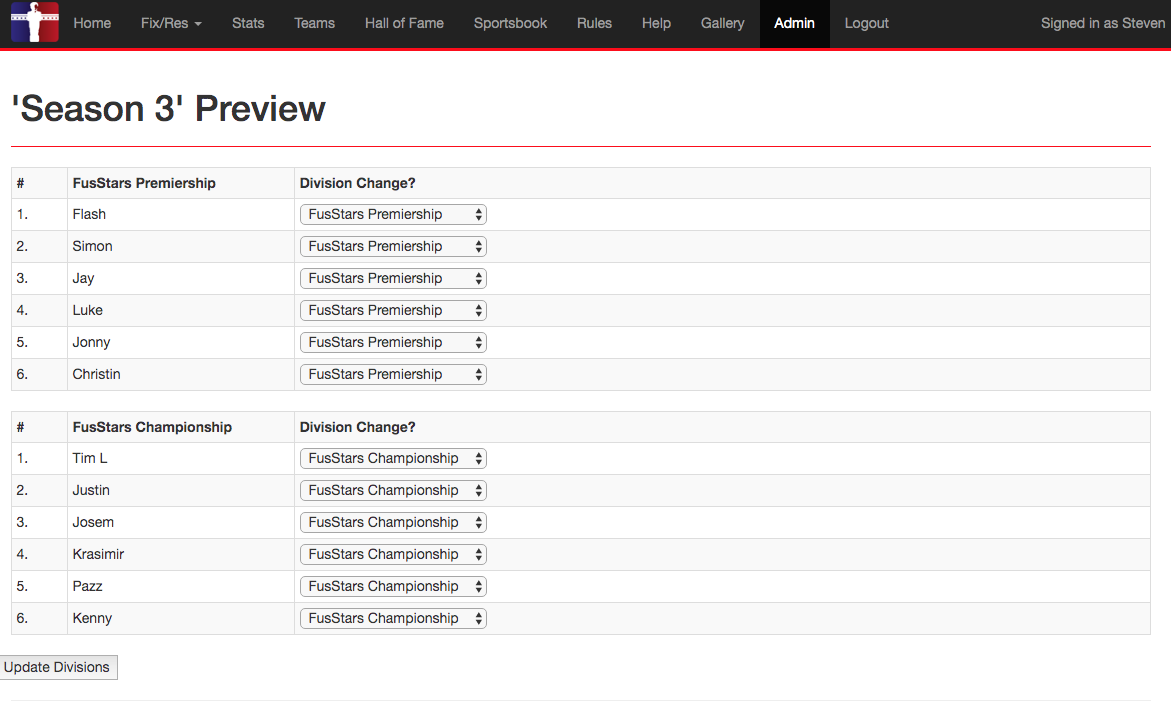 Home Fix/Res Stats Teams Hall of Fame Sportsbook Rules Help Gallery Admin Logout Signed in as Steven
'Season 3' Preview
# FusStars Premiership Division Change?
1. Flash FusStars Premiership
2. Simon FusStars Premiership
3. Jay FusStars Premiership
4. Luke FusStars Premiership
5. Jonny FusStars Premiership
6. Christin FusStars Premiership
# FusStars Championship Division Change?
1. Tim L FusStars Championship
2. Justin FusStars Championship
3. Josem FusStars Championship
4. Krasimir FusStars Championship
5. Pazz FusStars Championship
6. Kenny FusStars Championship
Update Divisions